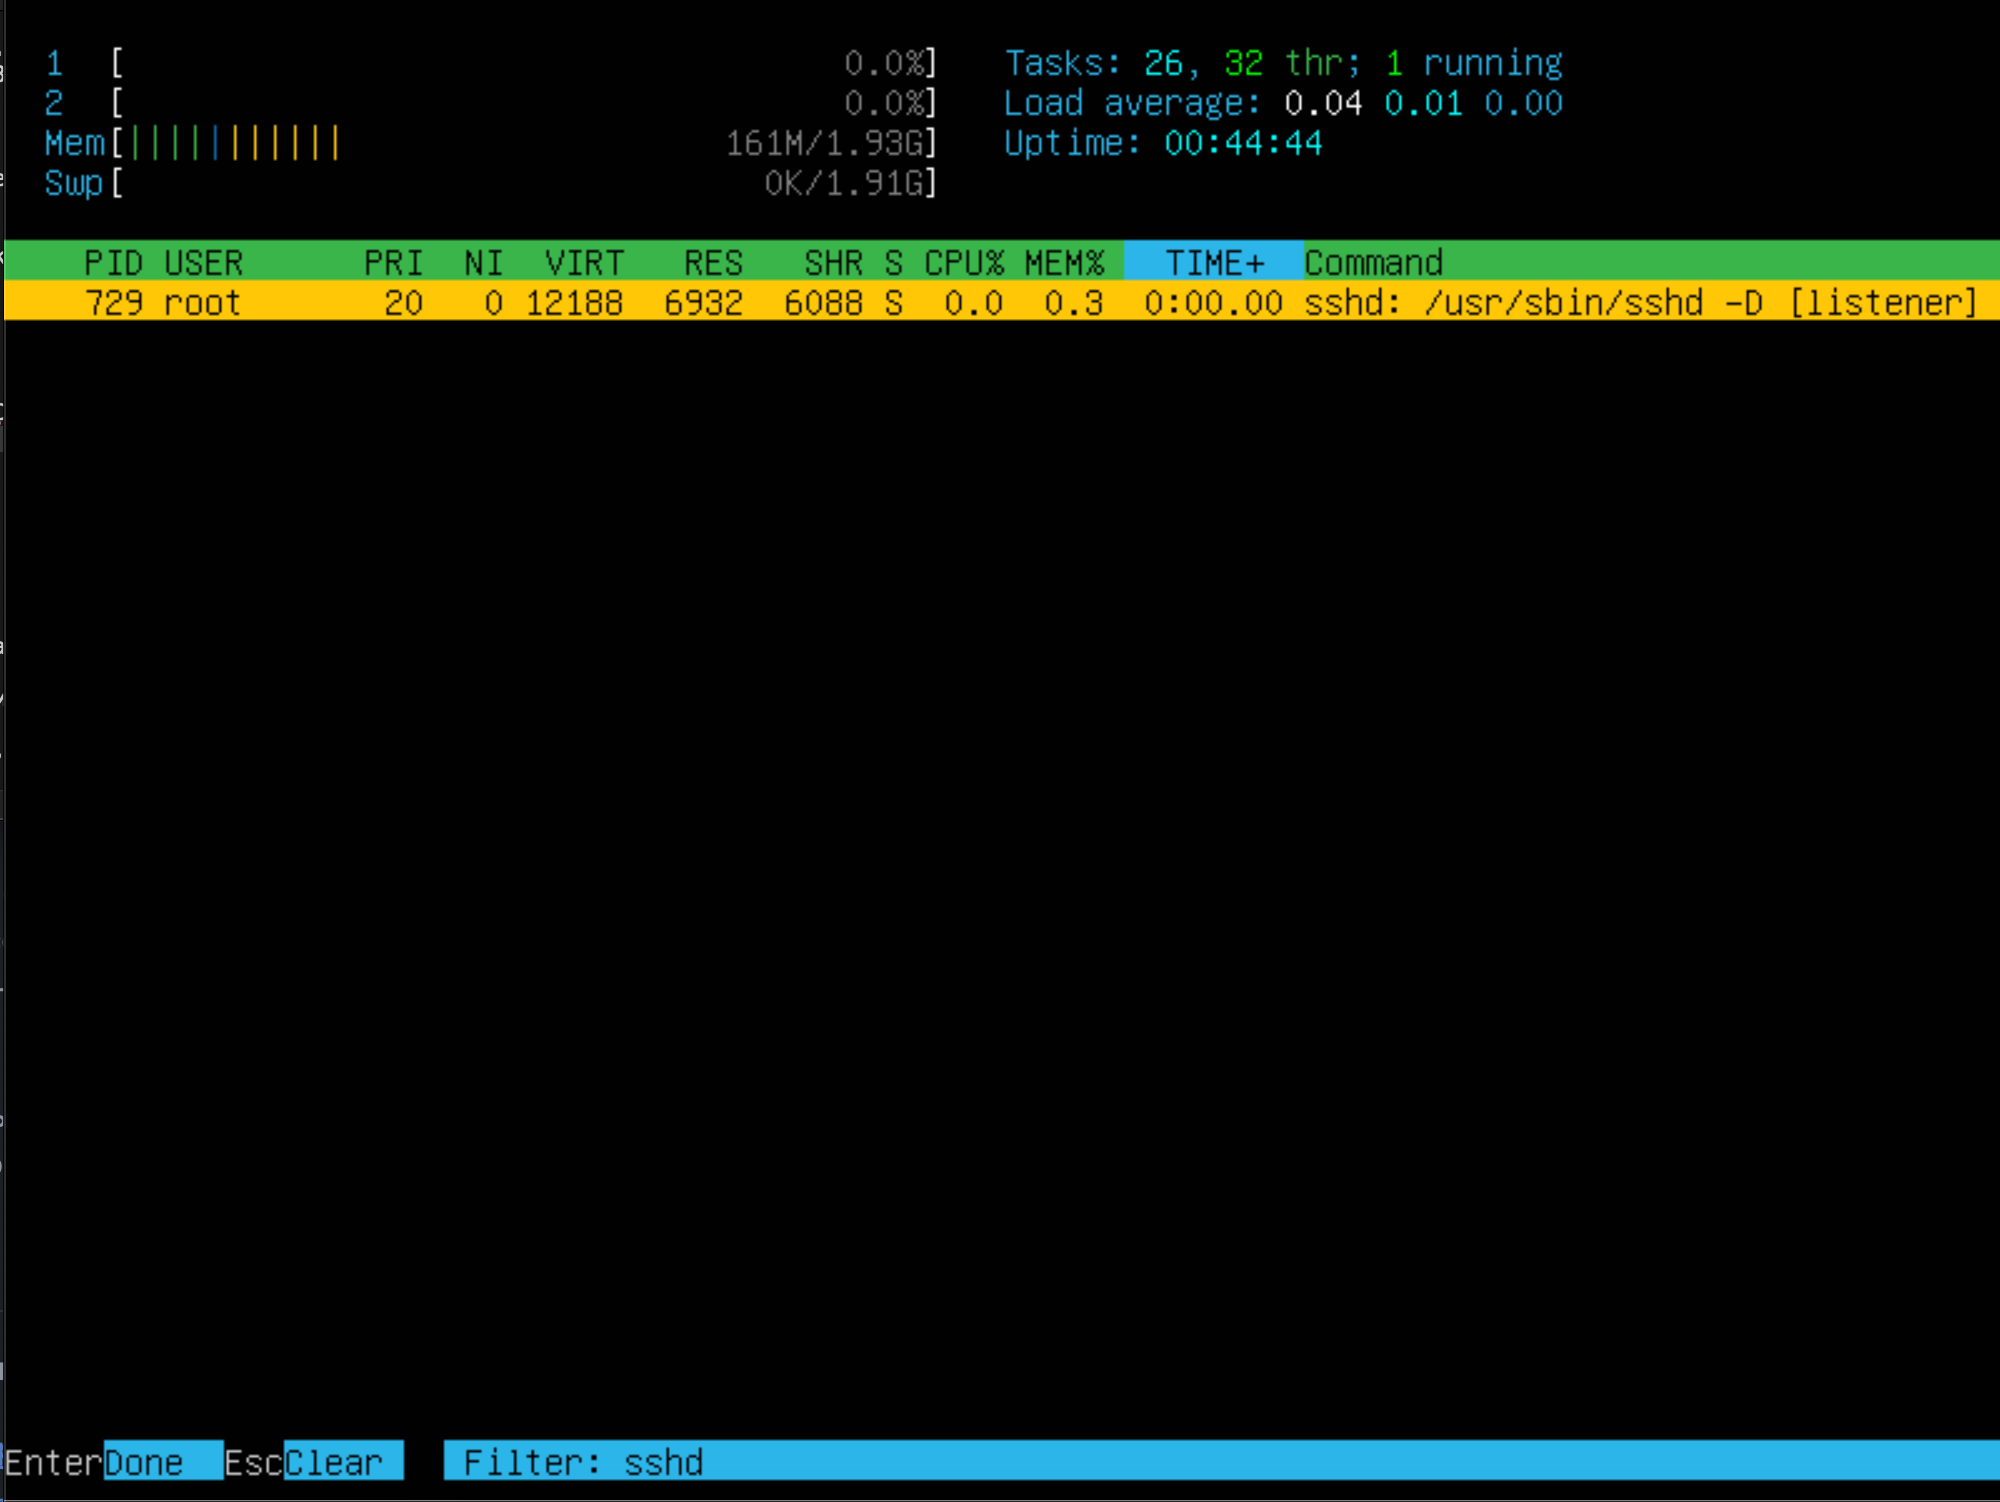 1 [ 0.0%] Tasks: 26, 32 thr; 1 running
2 [ 0.0%] Load average: 0.04 0.01 0.00
Mem[||||||||||| 161M/1.93G] Uptime: 00:44:44
Swp[ 0K/1.91G]
PID USER PRI NI VIRT RES SHR S CPU% MEM% TIME+ Command
729 root 20 0 12188 6932 6088 S 0.0 0.3 0:00.00 sshd: /usr/sbin/sshd -D [listener]
EnterDone EscClear Filter: sshd